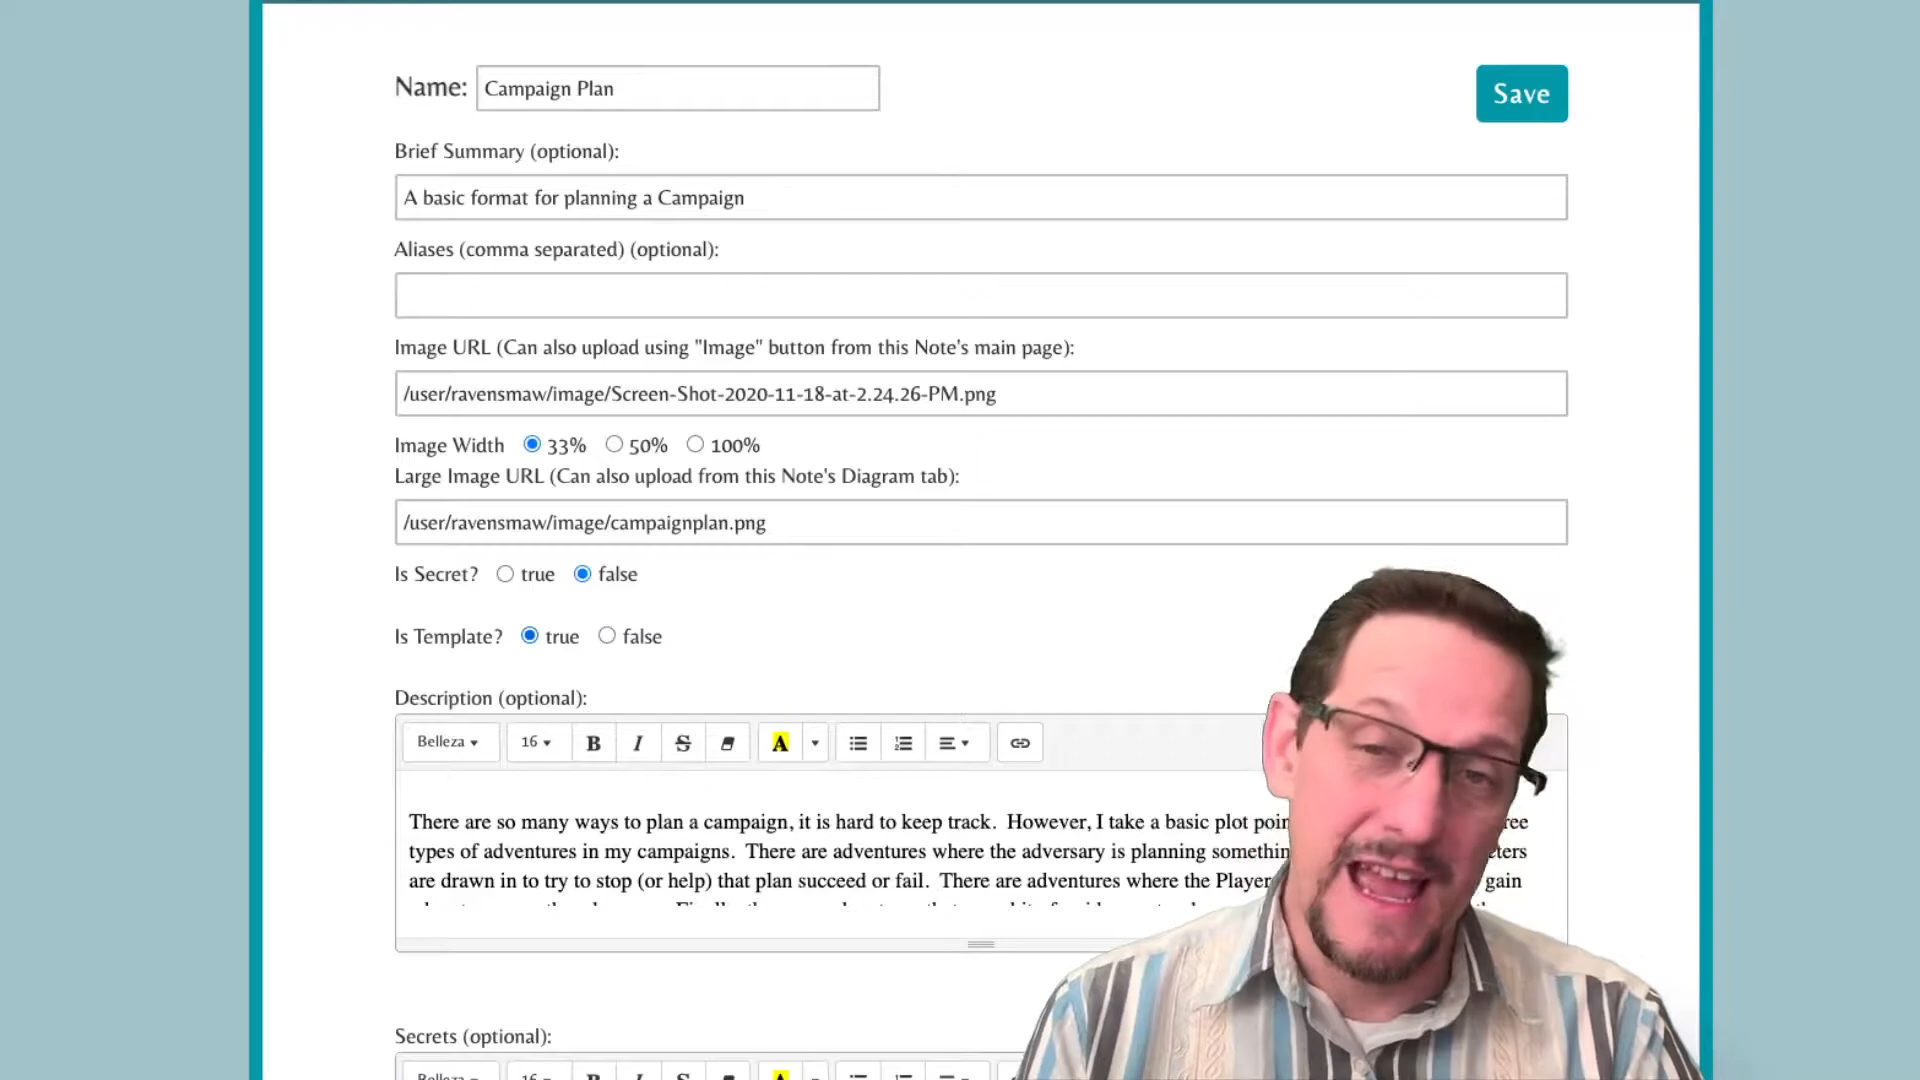 Name: Campaign Plan
Save
Brief Summary (optional):
A basic format for planning a Campaign
Aliases (comma separated) (optional):
Image URL (Can also upload using "Image" button from this Note's main page):
/user/ravensmaw/image/Screen-Shot-2020-11-18-at-2.24.26-PM.png
Image Width 33% 50% 100%
Large Image URL (Can also upload from this Note's Diagram tab):
/user/ravensmaw/image/campaignplan.png
Is Secret? true false
Is Template? true false
Description (optional):
Belleza 16 B I S A
There are so many ways to plan a campaign, it is hard to keep track. However, I take a basic plot
types of adventures in my campaigns. There are adventures where the adversary is planning
are drawn in to try to stop (or help) that plan succeed or fail. There are adventures where the Player gain
Secrets (optional):
Belleza 16 B I S A